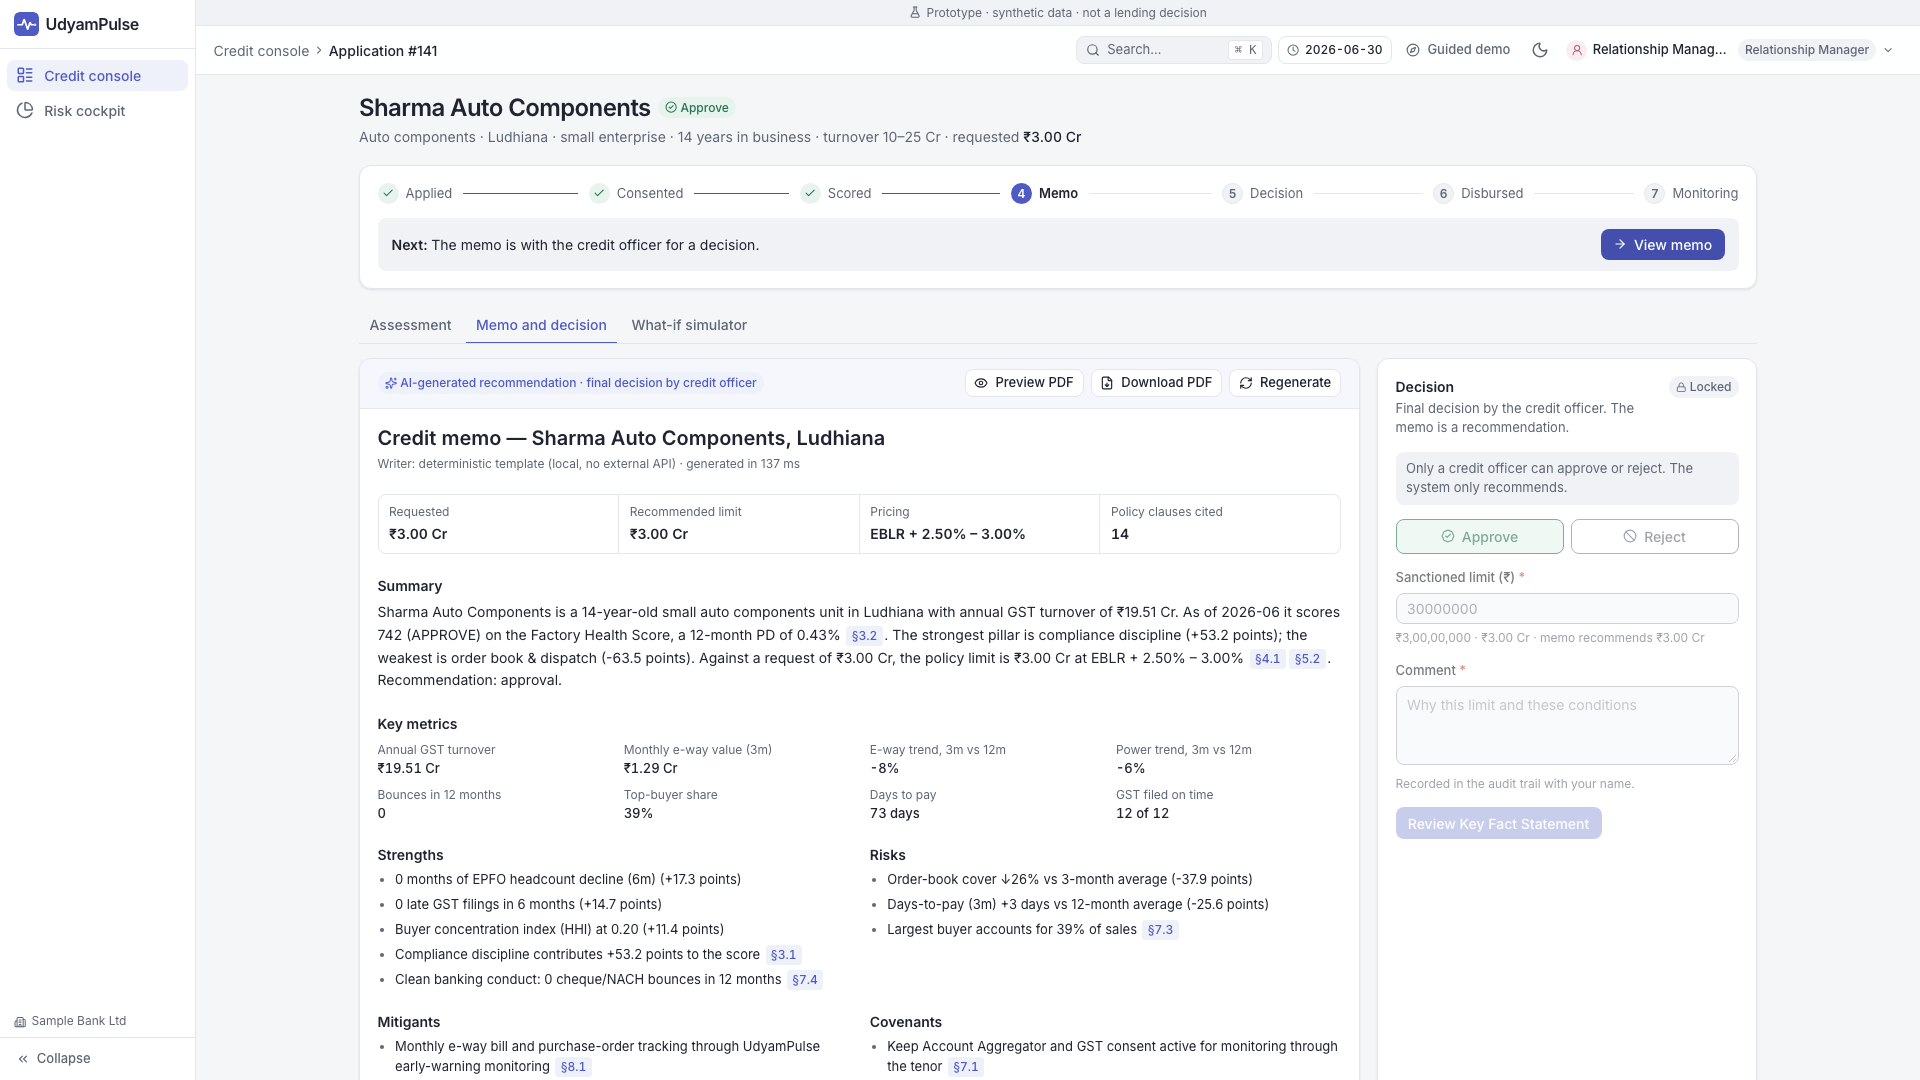 UdyamPulse
Credit console
Risk cockpit
Sample Bank Ltd
Collapse
Prototype · synthetic data · not a lending decision
Credit console > Application #141
Search... ⌘ K
2026-06-30
Guided demo
Relationship Manag...
Relationship Manager
Sharma Auto Components
Approve
Auto components · Ludhiana · small enterprise · 14 years in business · turnover 10–25 Cr · requested ₹3.00 Cr
Applied
Consented
Scored
4 Memo
5 Decision
6 Disbursed
7 Monitoring
Next: The memo is with the credit officer for a decision.
View memo
Assessment
Memo and decision
What-if simulator
AI-generated recommendation · final decision by credit officer
Preview PDF
Download PDF
Regenerate
Credit memo — Sharma Auto Components, Ludhiana
Writer: deterministic template (local, no external API) · generated in 137 ms
Requested
₹3.00 Cr
Recommended limit
₹3.00 Cr
Pricing
EBLR + 2.50% – 3.00%
Policy clauses cited
14
Summary
Sharma Auto Components is a 14-year-old small auto components unit in Ludhiana with annual GST turnover of ₹19.51 Cr. As of 2026-06 it scores
742 (APPROVE) on the Factory Health Score, a 12-month PD of 0.43% §3.2 . The strongest pillar is compliance discipline (+53.2 points); the
weakest is order book & dispatch (-63.5 points). Against a request of ₹3.00 Cr, the policy limit is ₹3.00 Cr at EBLR + 2.50% – 3.00% §4.1 §5.2 .
Recommendation: approval.
Key metrics
Annual GST turnover
₹19.51 Cr
Monthly e-way value (3m)
₹1.29 Cr
E-way trend, 3m vs 12m
-8%
Power trend, 3m vs 12m
-6%
Bounces in 12 months
0
Top-buyer share
39%
Days to pay
73 days
GST filed on time
12 of 12
Strengths
• 0 months of EPFO headcount decline (6m) (+17.3 points)
• 0 late GST filings in 6 months (+14.7 points)
• Buyer concentration index (HHI) at 0.20 (+11.4 points)
• Compliance discipline contributes +53.2 points to the score §3.1
• Clean banking conduct: 0 cheque/NACH bounces in 12 months §7.4
Risks
• Order-book cover ↓26% vs 3-month average (-37.9 points)
• Days-to-pay (3m) +3 days vs 12-month average (-25.6 points)
• Largest buyer accounts for 39% of sales §7.3
Mitigants
• Monthly e-way bill and purchase-order tracking through UdyamPulse
early-warning monitoring §8.1
Covenants
• Keep Account Aggregator and GST consent active for monitoring through
the tenor §7.1
Decision
Locked
Final decision by the credit officer. The
memo is a recommendation.
Only a credit officer can approve or reject. The
system only recommends.
Approve
Reject
Sanctioned limit (₹) *
30000000
₹3,00,00,000 · ₹3.00 Cr · memo recommends ₹3.00 Cr
Comment *
Why this limit and these conditions
Recorded in the audit trail with your name.
Review Key Fact Statement